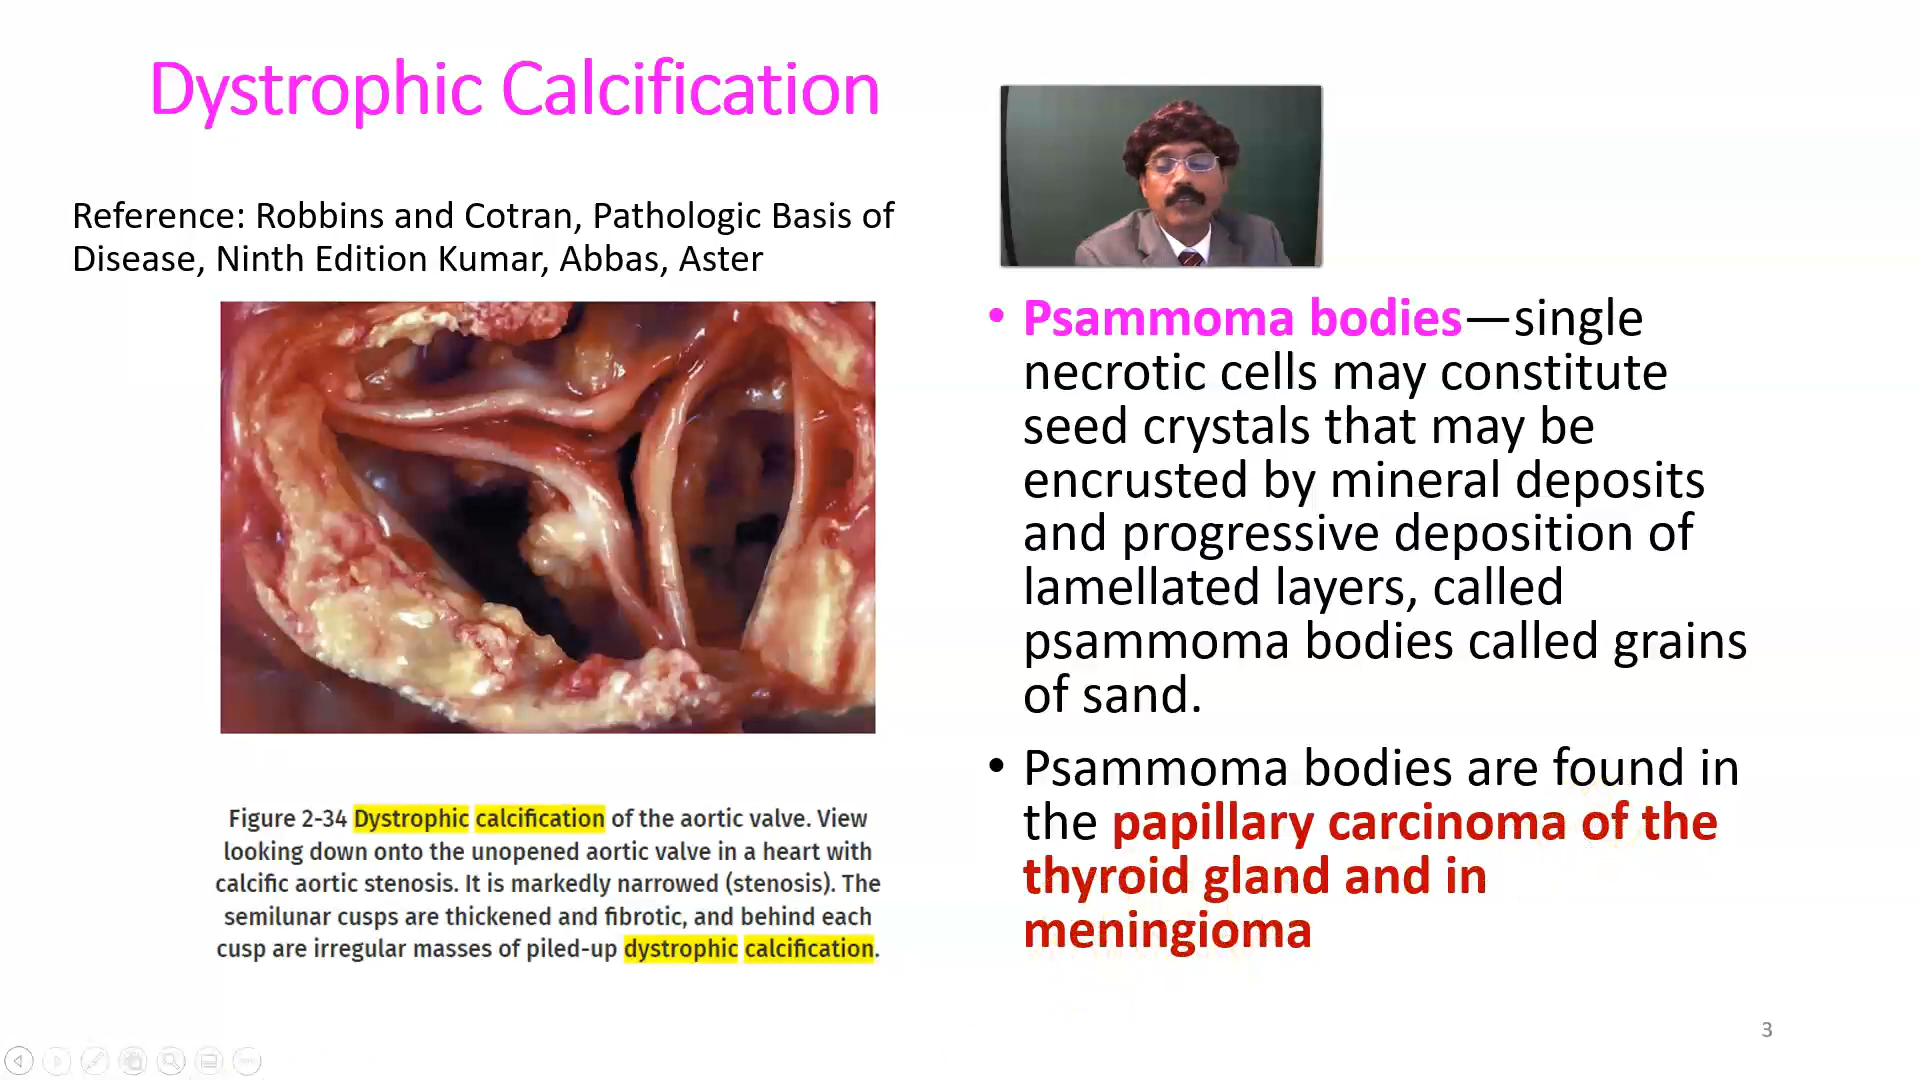 Dystrophic Calcification
Reference: Robbins and Cotran, Pathologic Basis of
Disease, Ninth Edition Kumar, Abbas, Aster
Figure 2-34 Dystrophic calcification of the aortic valve. View
looking down onto the unopened aortic valve in a heart with
calcific aortic stenosis. It is markedly narrowed (stenosis). The
semilunar cusps are thickened and fibrotic, and behind each
cusp are irregular masses of piled-up dystrophic calcification.
• Psammoma bodies—single
necrotic cells may constitute
seed crystals that may be
encrusted by mineral deposits
and progressive deposition of
lamellated layers, called
psammoma bodies called grains
of sand.
• Psammoma bodies are found in
the papillary carcinoma of the
thyroid gland and in
meningioma
3